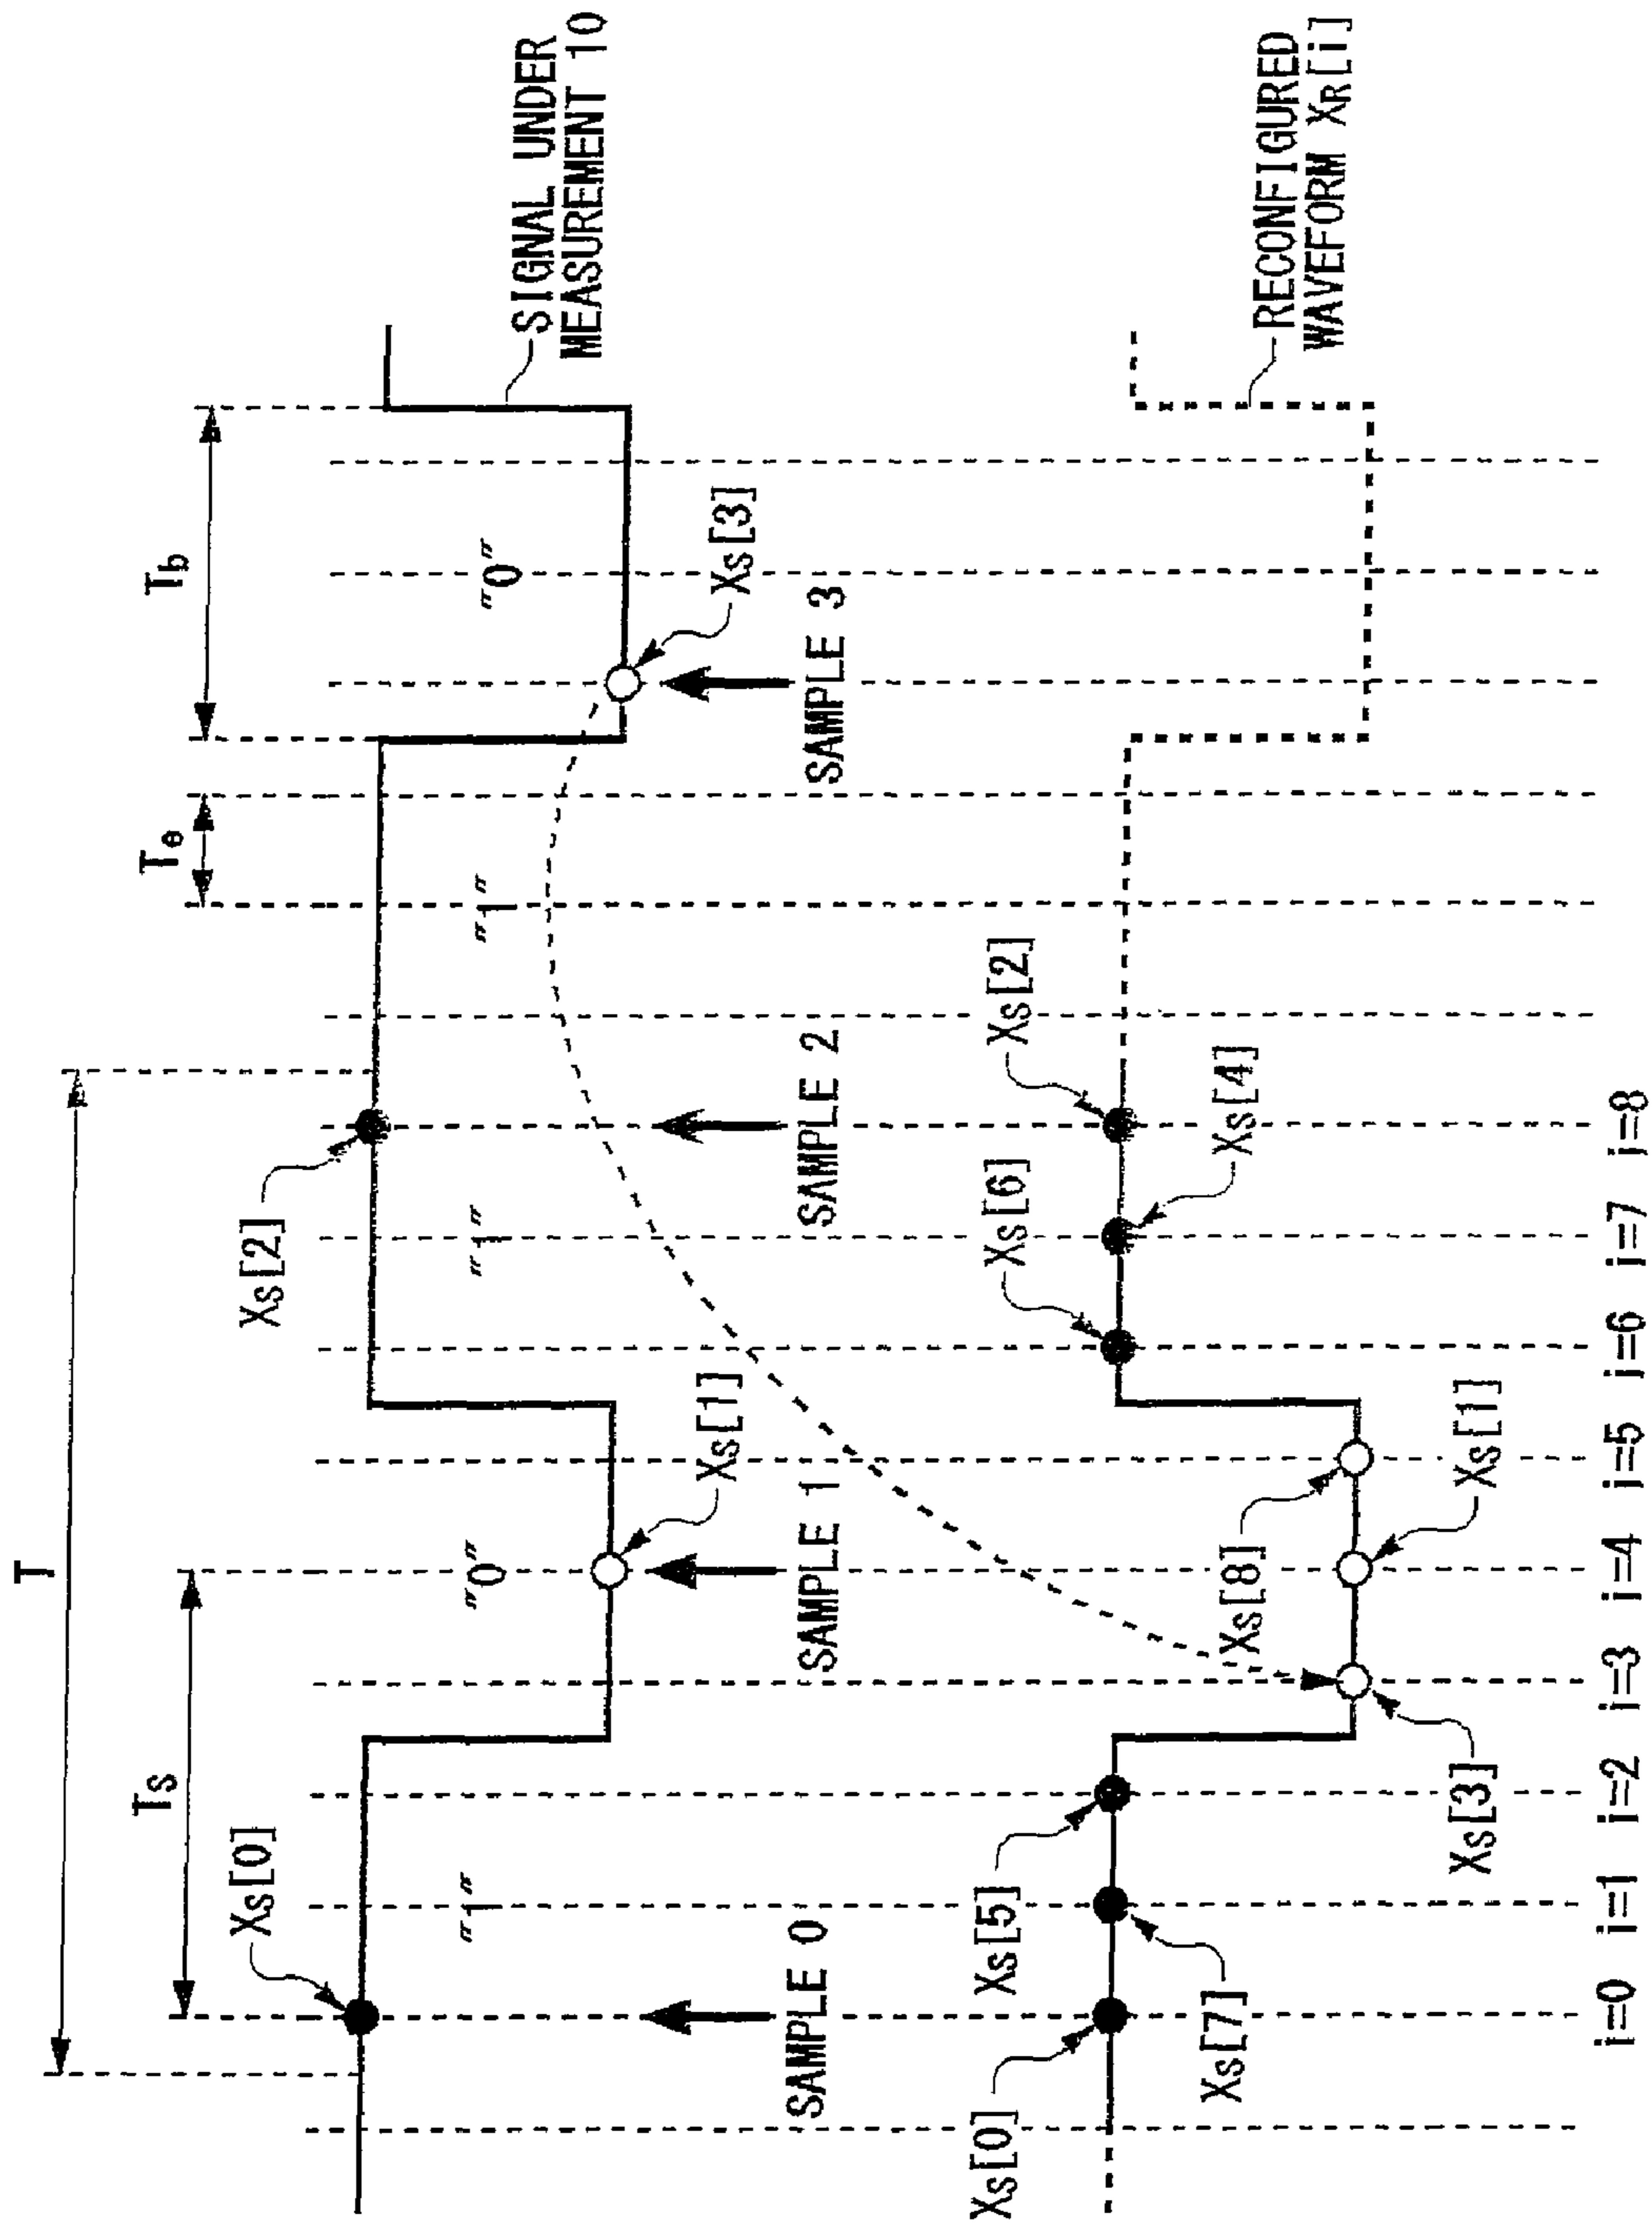 T
Ts
Te
Tb
Xs[0]
Xs[2]
"1"
"0"
"1"
"1"
"0"
SIGNAL UNDER
MEASUREMENT 10
Xs[1]
Xs[3]
SAMPLE 0
SAMPLE 1
SAMPLE 2
SAMPLE 3
Xs[0]
Xs[5]
Xs[6]
Xs[2]
Xs[7]
Xs[8]
Xs[4]
RECONFIGURED
WAVEFORM XR[i]
Xs[3]
Xs[1]
i=0 i=1 i=2 i=3 i=4 i=5 i=6 i=7 i=8